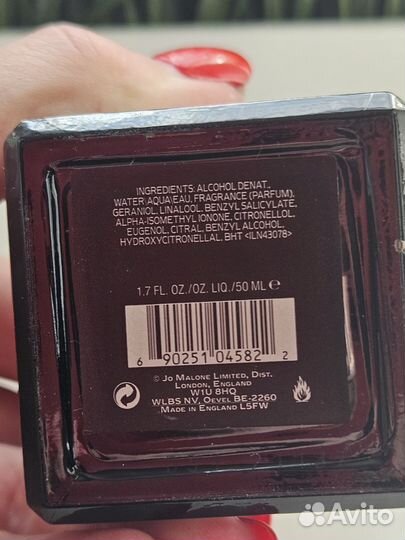 INGREDIENTS: ALCOHOL DENAT.,
WATER\AQUA\EAU, FRAGRANCE (PARFUM),
GERANIOL, LINALOOL, BENZYL SALICYLATE,
ALPHA-ISOMETHYL IONONE, CITRONELLOL,
EUGENOL, CITRAL, BENZYL ALCOHOL,
HYDROXYCITRONELLAL, BHT <ILN43078>
1.7 FL. OZ./OZ. LIQ./50 ML ℮
6 90251 04582 2
© JO MALONE LIMITED, DIST.
LONDON, ENGLAND
W1U 8HQ
WLBS NV, OEVEL BE-2260
MADE IN ENGLAND L5FW
Avito